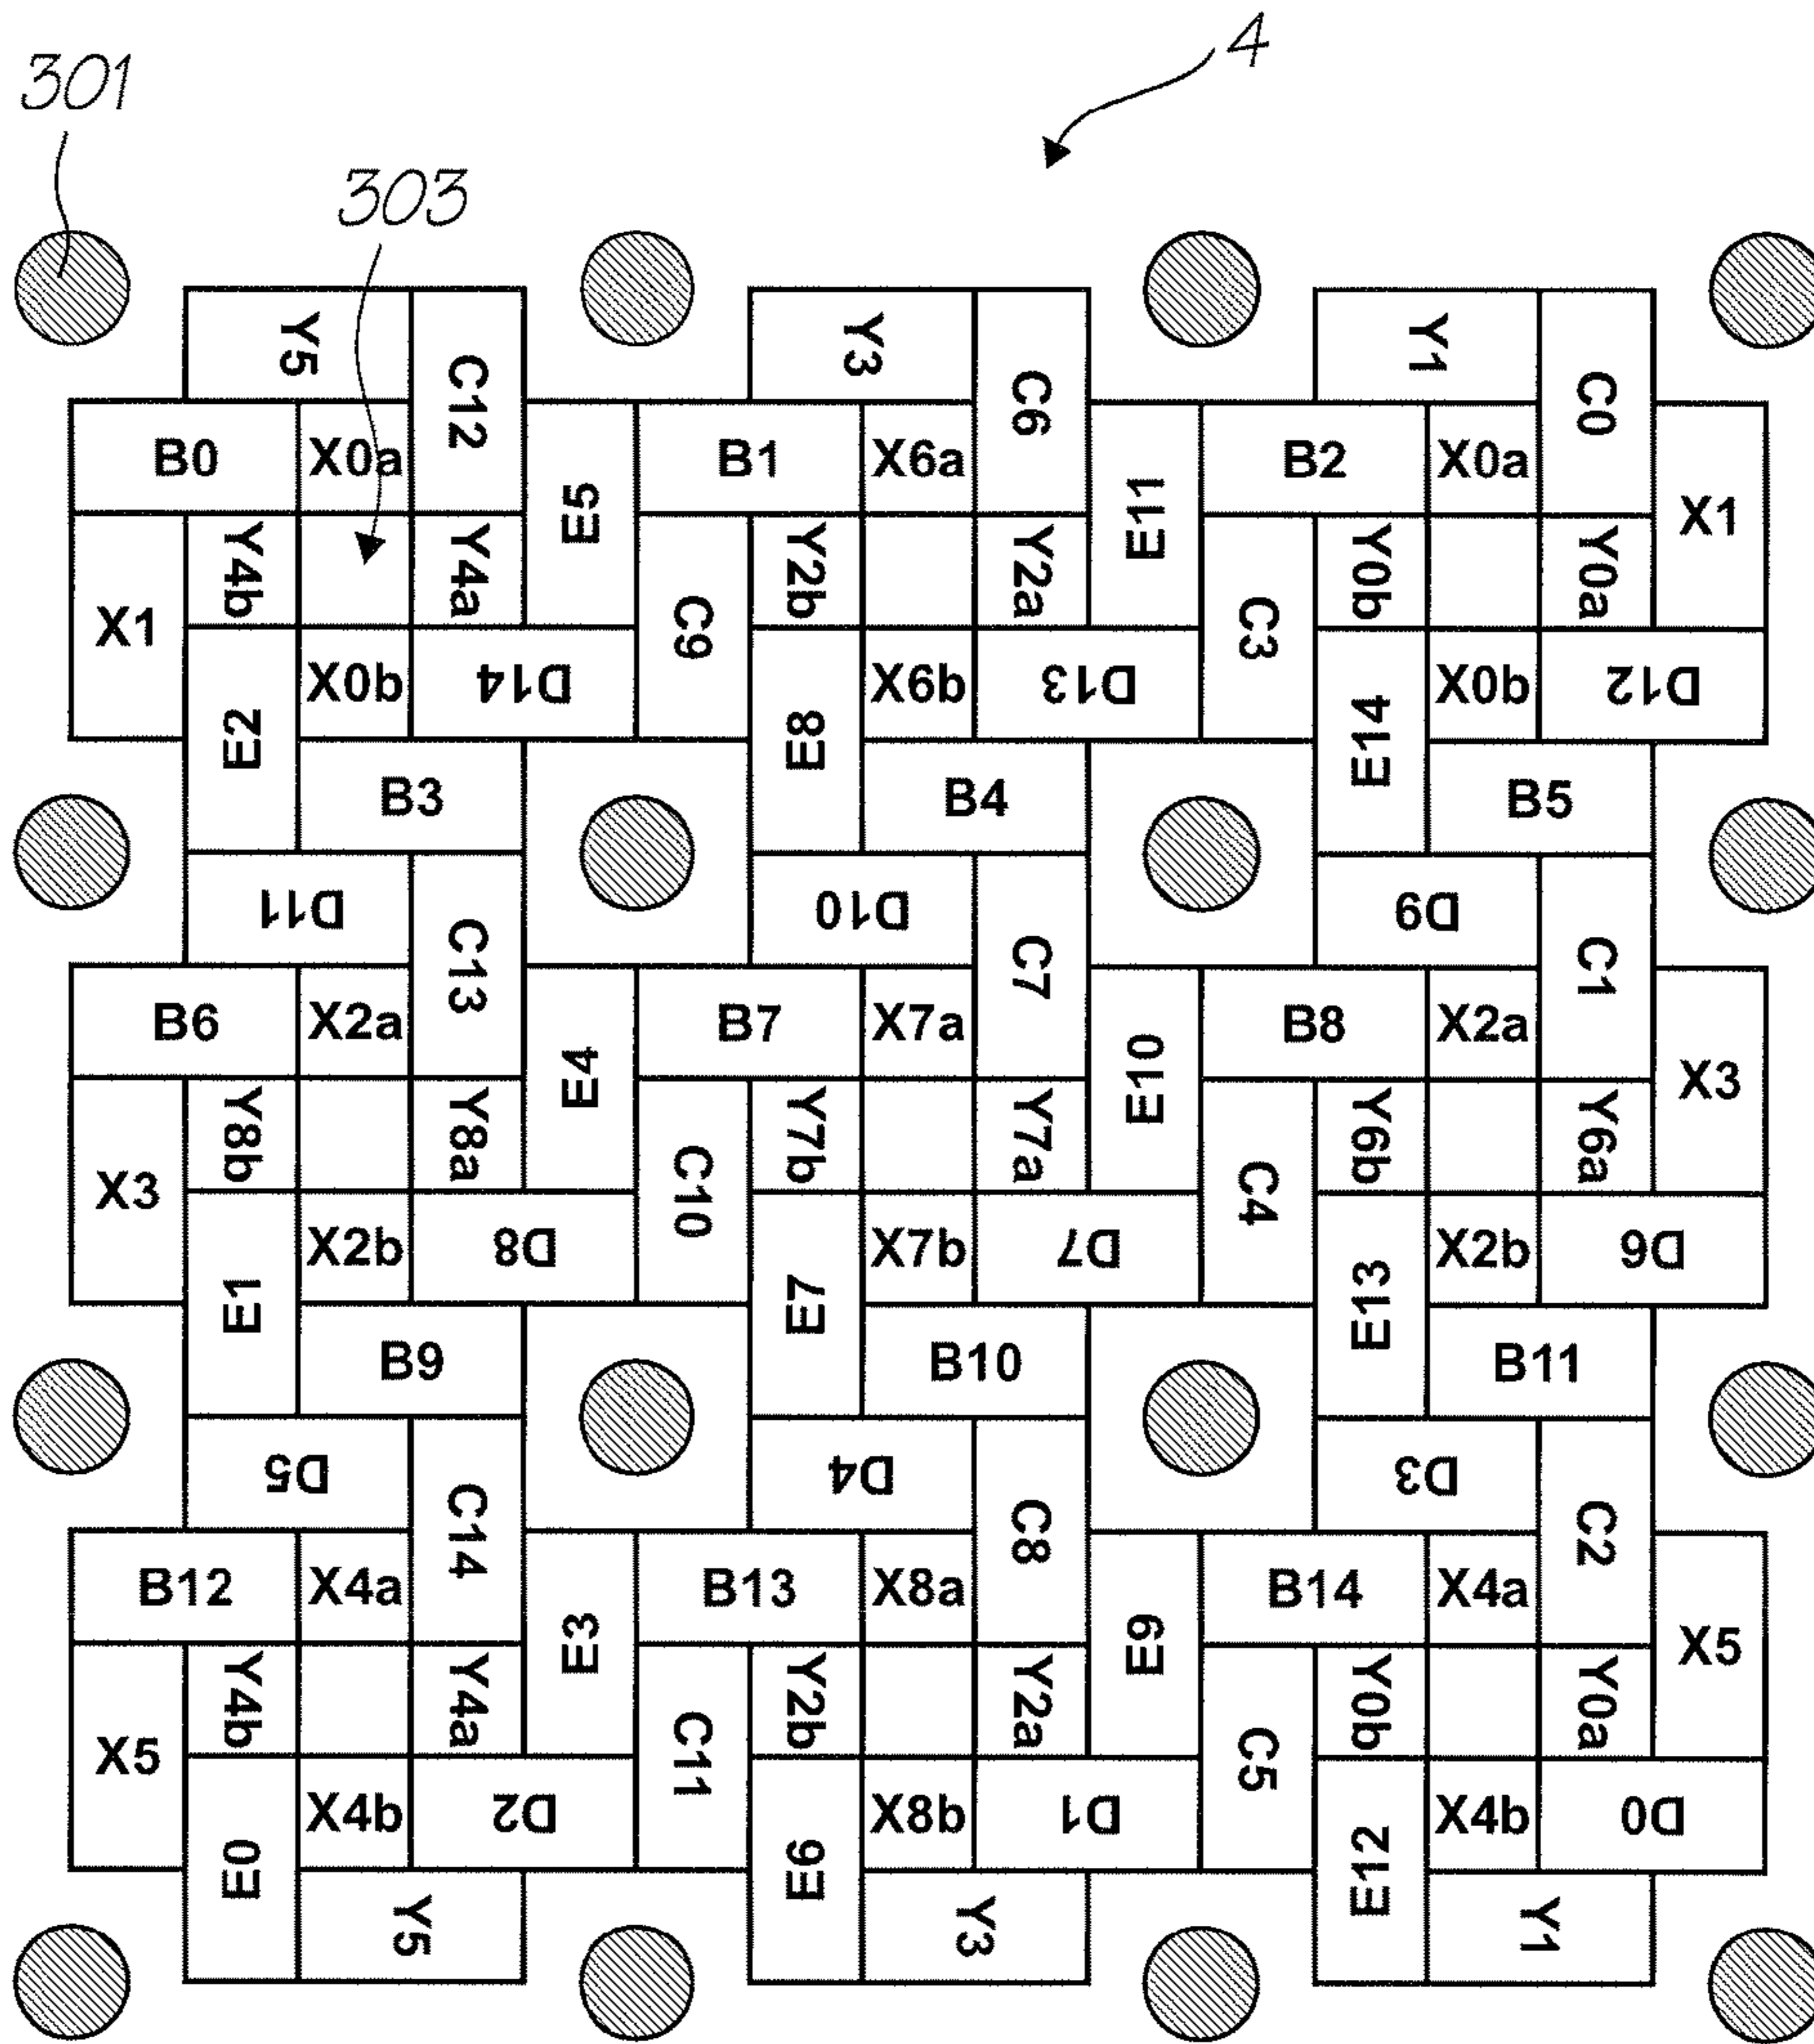 4
301
303
Y5
Y3
Y1
C12
C6
C0
B0
X0a
B1
X6a
B2
X0a
E5
E11
X1
Y4b
Y4a
Y2b
Y2a
Y0b
Y0a
X1
C9
C3
X0b
D14
X6b
D13
X0b
D12
E2
E8
E14
B3
B4
B5
D11
D10
D9
C13
C7
C1
B6
X2a
B7
X7a
B8
X2a
E4
E10
X3
Y8b
Y8a
Y7b
Y7a
Y6b
Y6a
X3
C10
C4
X2b
D8
X7b
D7
X2b
D6
E1
E7
E13
B9
B10
B11
D5
D4
D3
C14
C8
C2
B12
X4a
B13
X8a
B14
X4a
E3
E9
X5
Y4b
Y4a
Y2b
Y2a
Y0b
Y0a
X5
C11
C5
X4b
D2
X8b
D1
X4b
D0
E0
E6
E12
Y5
Y3
Y1